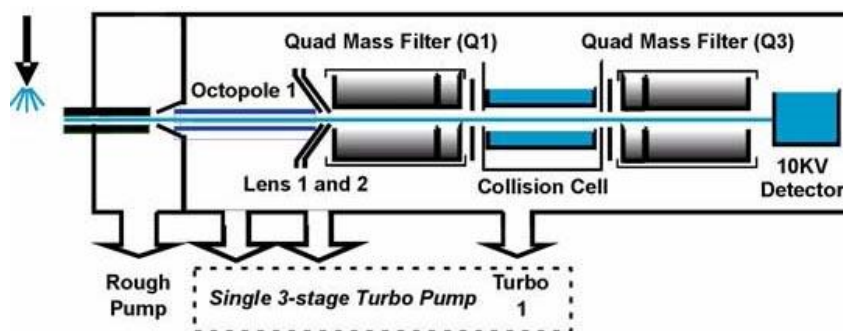 Quad Mass Filter (Q1)
Quad Mass Filter (Q3)
Octopole 1
Lens 1 and 2
Collision Cell
10KV
Detector
Rough
Pump
Single 3-stage Turbo Pump
Turbo
1